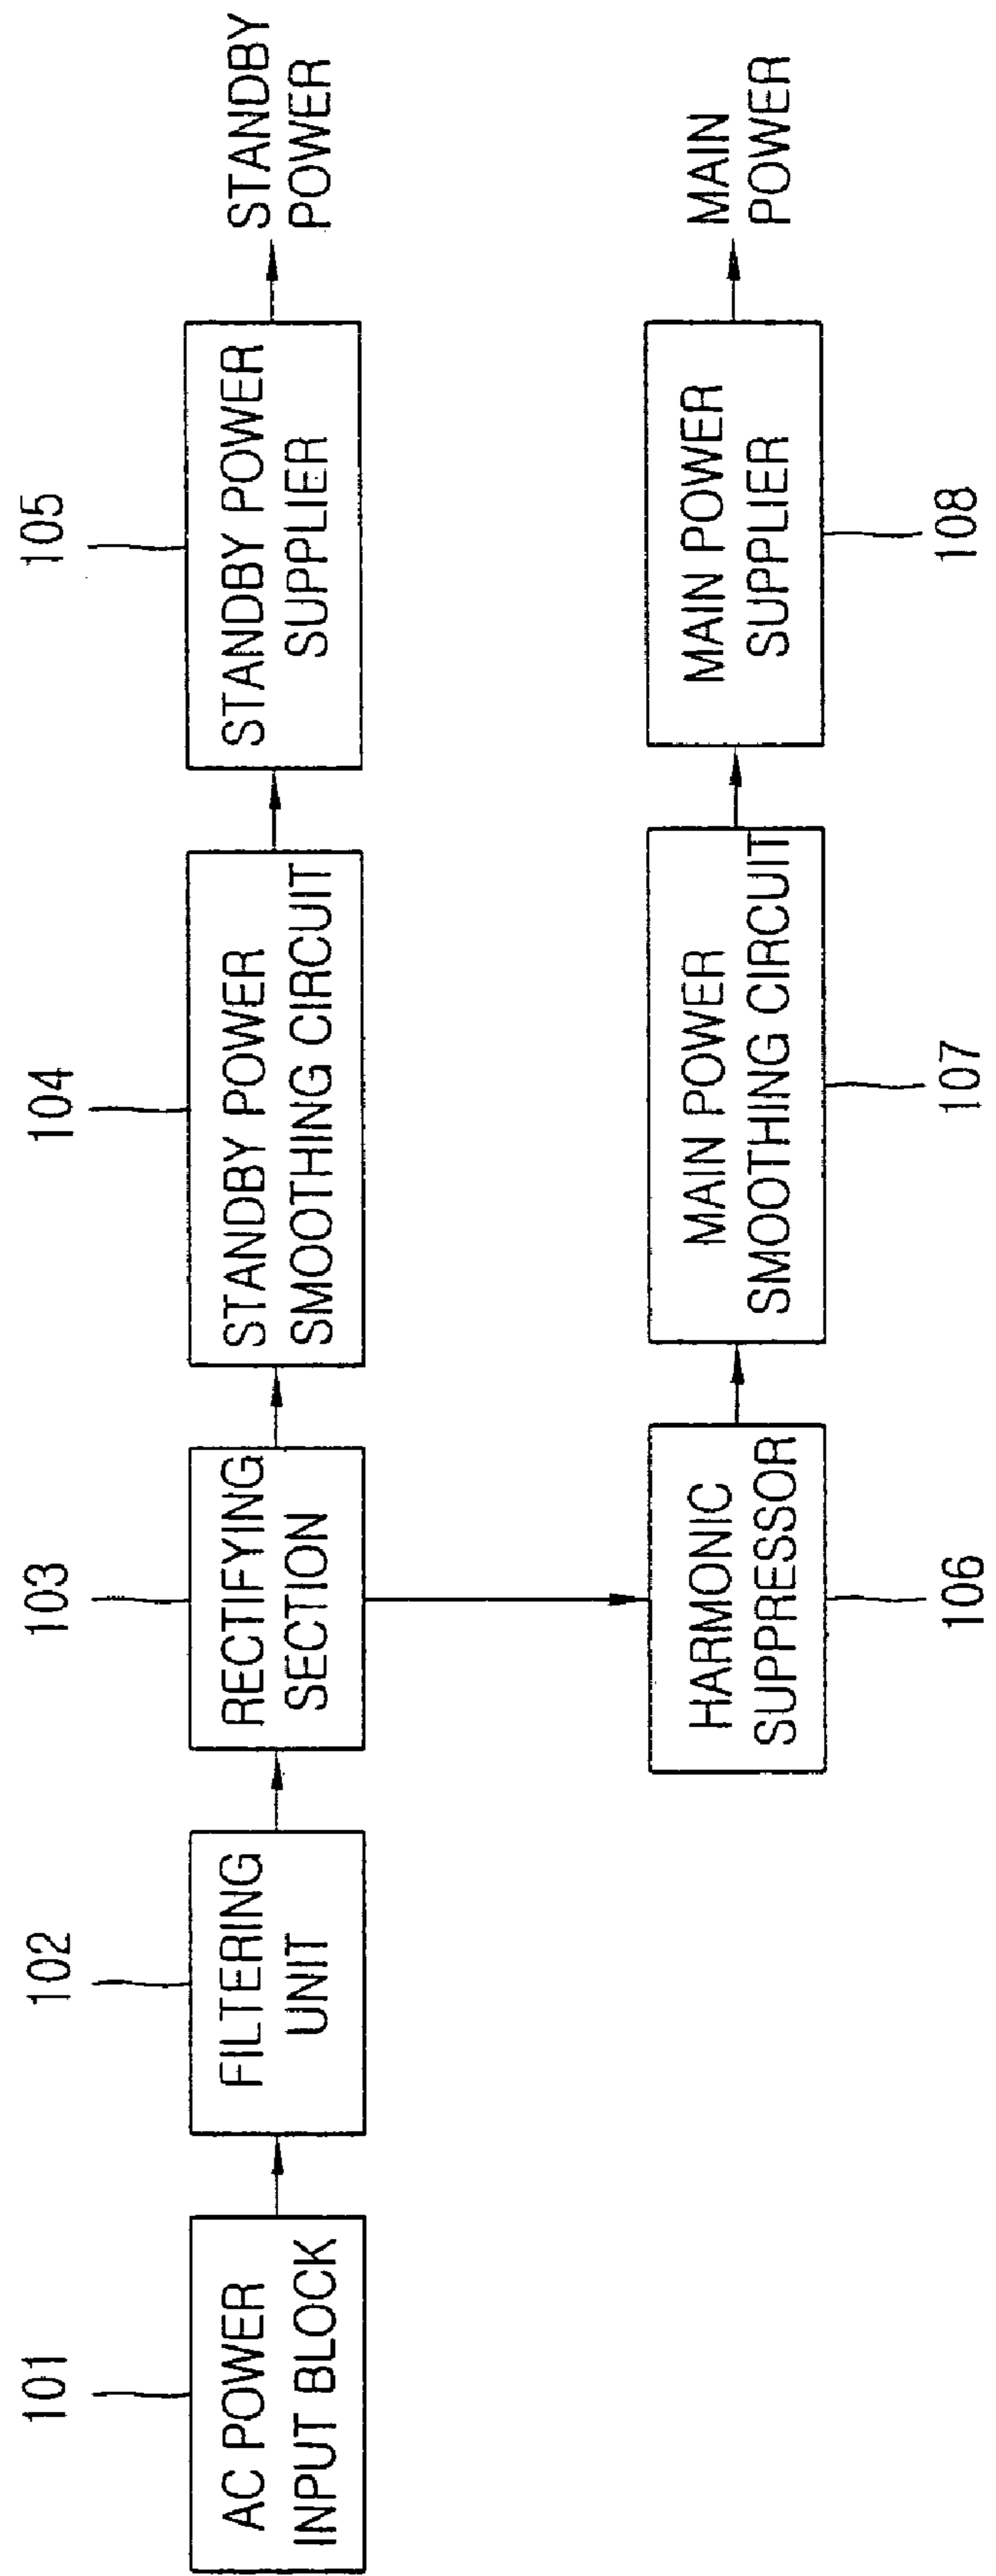 101
102
103
104
105
AC POWER
INPUT BLOCK
FILTERING
UNIT
RECTIFYING
SECTION
STANDBY POWER
SMOOTHING CIRCUIT
STANDBY POWER
SUPPLIER
STANDBY
POWER
HARMONIC
SUPPRESSOR
MAIN POWER
SMOOTHING CIRCUIT
MAIN POWER
SUPPLIER
MAIN
POWER
106
107
108